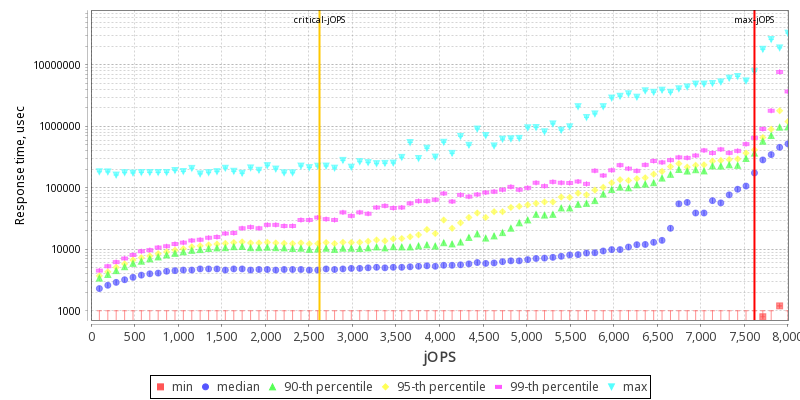 critical-jOPS
max-jOPS
Response time, usec
10000000
1000000
100000
10000
1000
0 500 1,000 1,500 2,000 2,500 3,000 3,500 4,000 4,500 5,000 5,500 6,000 6,500 7,000 7,500 8,000
jOPS
min median 90-th percentile 95-th percentile 99-th percentile max